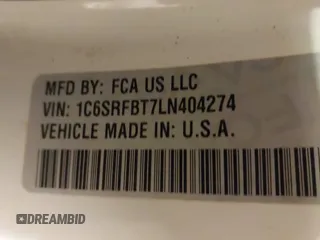 MFD BY: FCA US LLC
VIN: 1C6SRFBT7LN404274
VEHICLE MADE IN: U.S.A.
DREAMBID